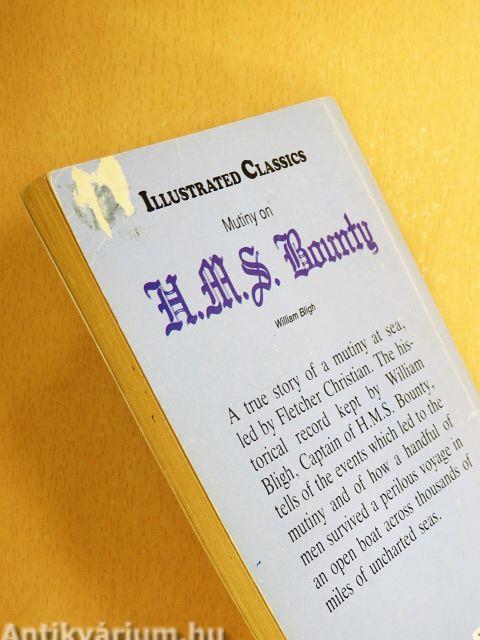 ILLUSTRATED CLASSICS
Mutiny on
H.M.S. Bounty
William Bligh
A true story of a mutiny at sea,
led by Fletcher Christian. The his-
torical record kept by William
Bligh, Captain of H.M.S. Bounty,
tells of the events which led to the
mutiny and of how a handful of
men survived a perilous voyage in
an open boat across thousands of
miles of uncharted seas.
Antikvárium.hu